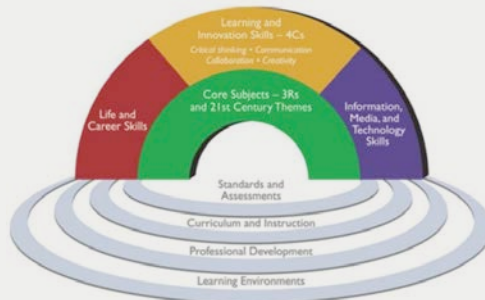 Learning and
Innovation Skills – 4Cs
Critical thinking • Communication
Collaboration • Creativity
Core Subjects – 3Rs
and 21st Century Themes
Life and
Career Skills
Information,
Media, and
Technology
Skills
Standards and
Assessments
Curriculum and Instruction
Professional Development
Learning Environments